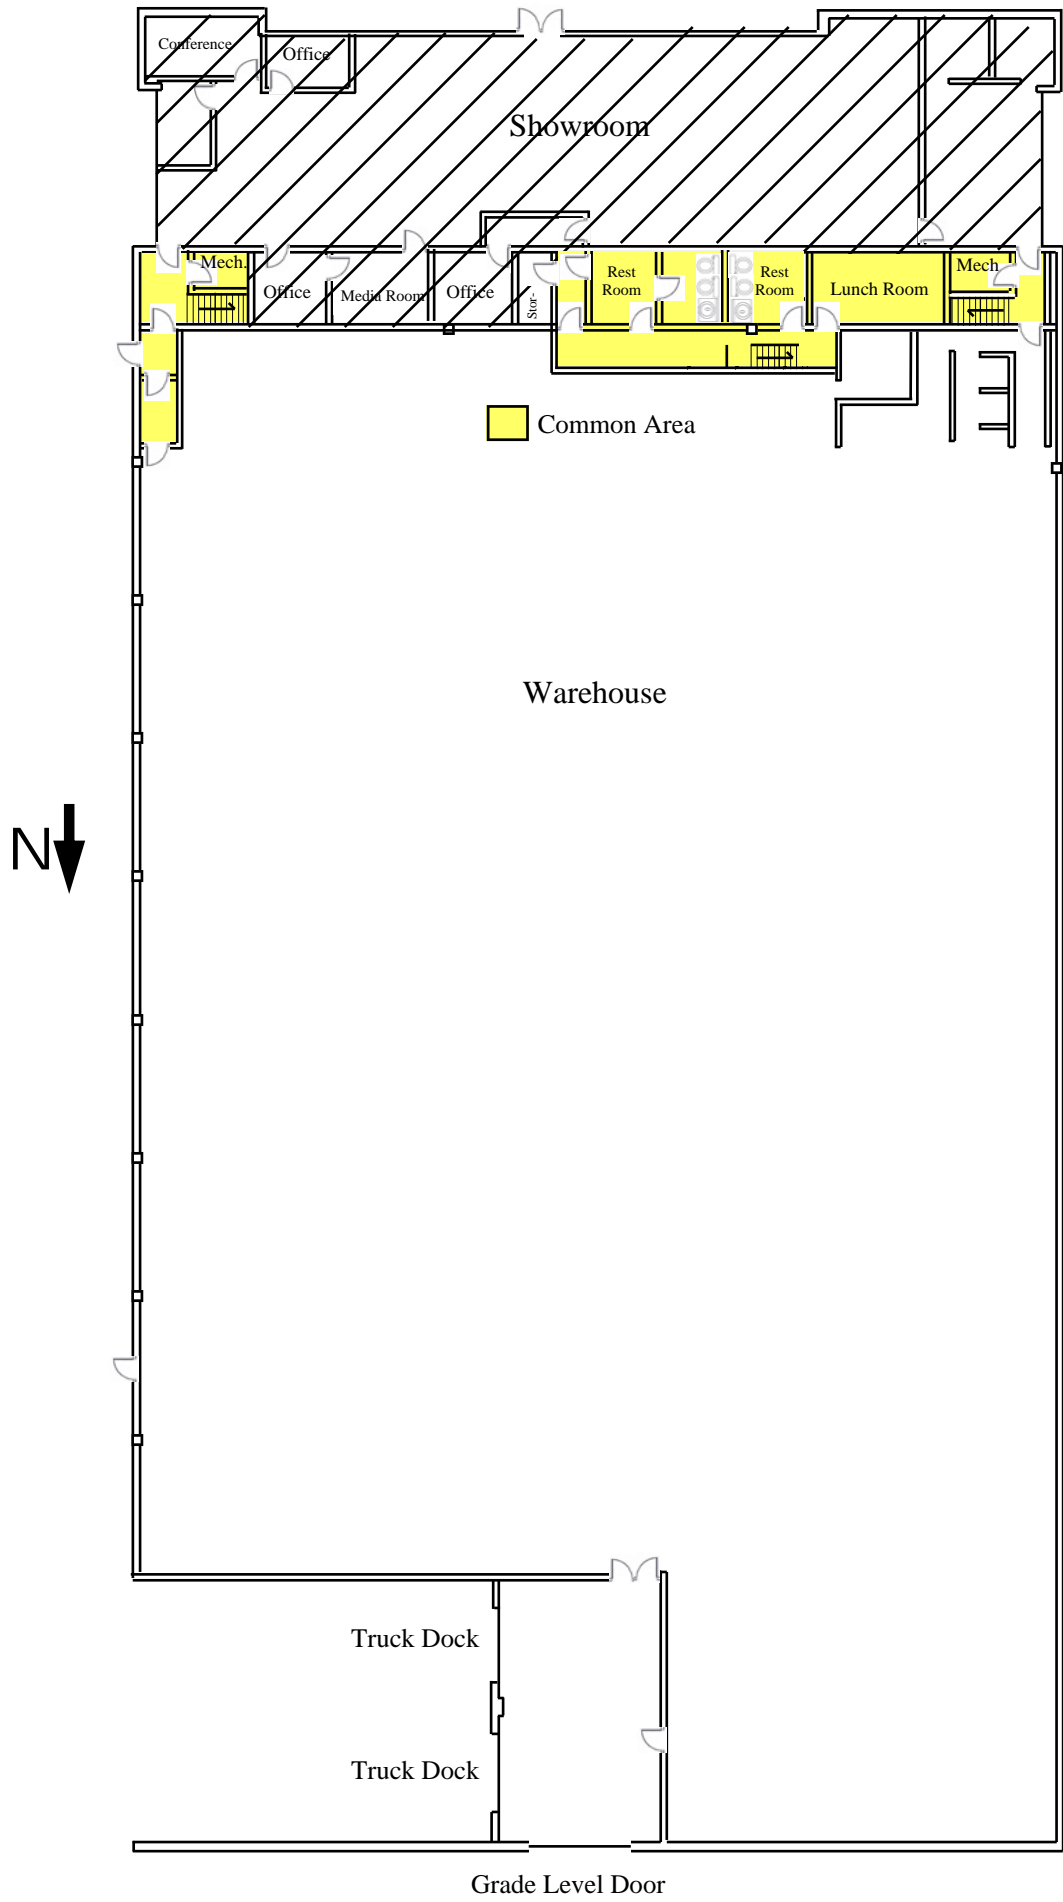 Conference
Office
Showroom
Mech.
Office
Media Room
Office
Stor-
Rest
Room
Rest
Room
Lunch Room
Mech
Common Area
Warehouse
N
Truck Dock
Truck Dock
Grade Level Door